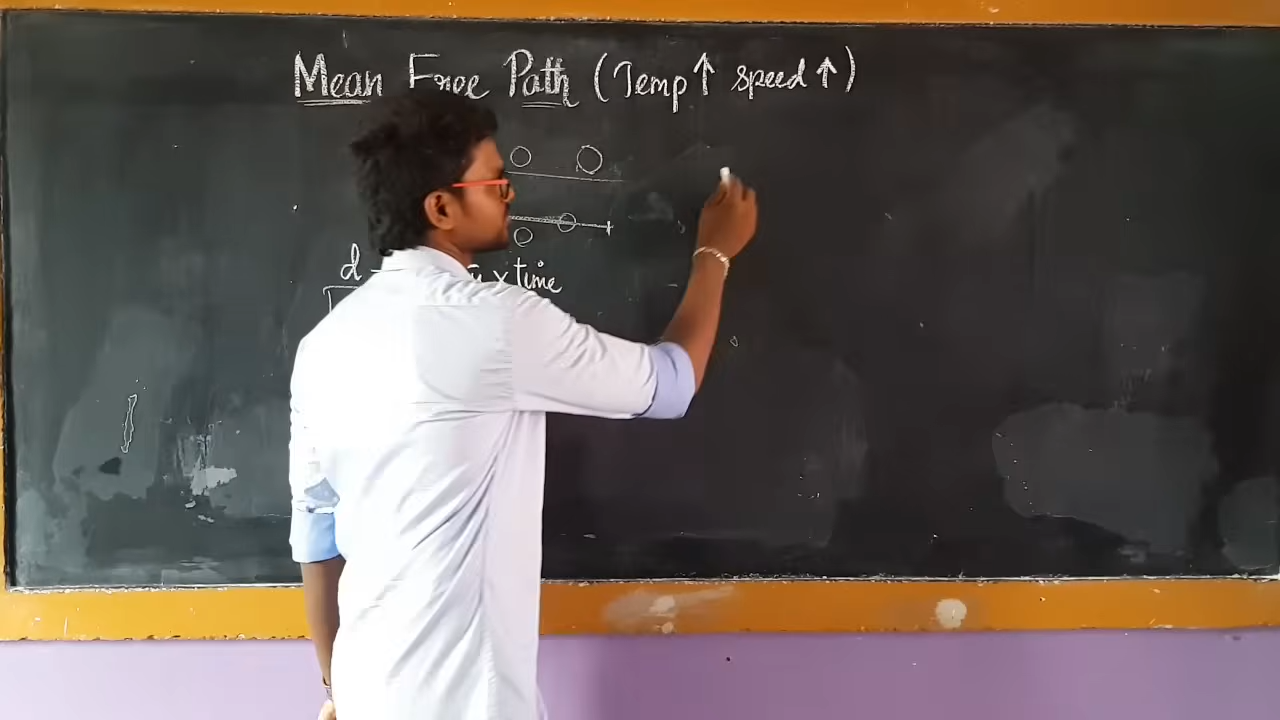 Mean Free Path (Temp ↑ speed ↑)
d × time